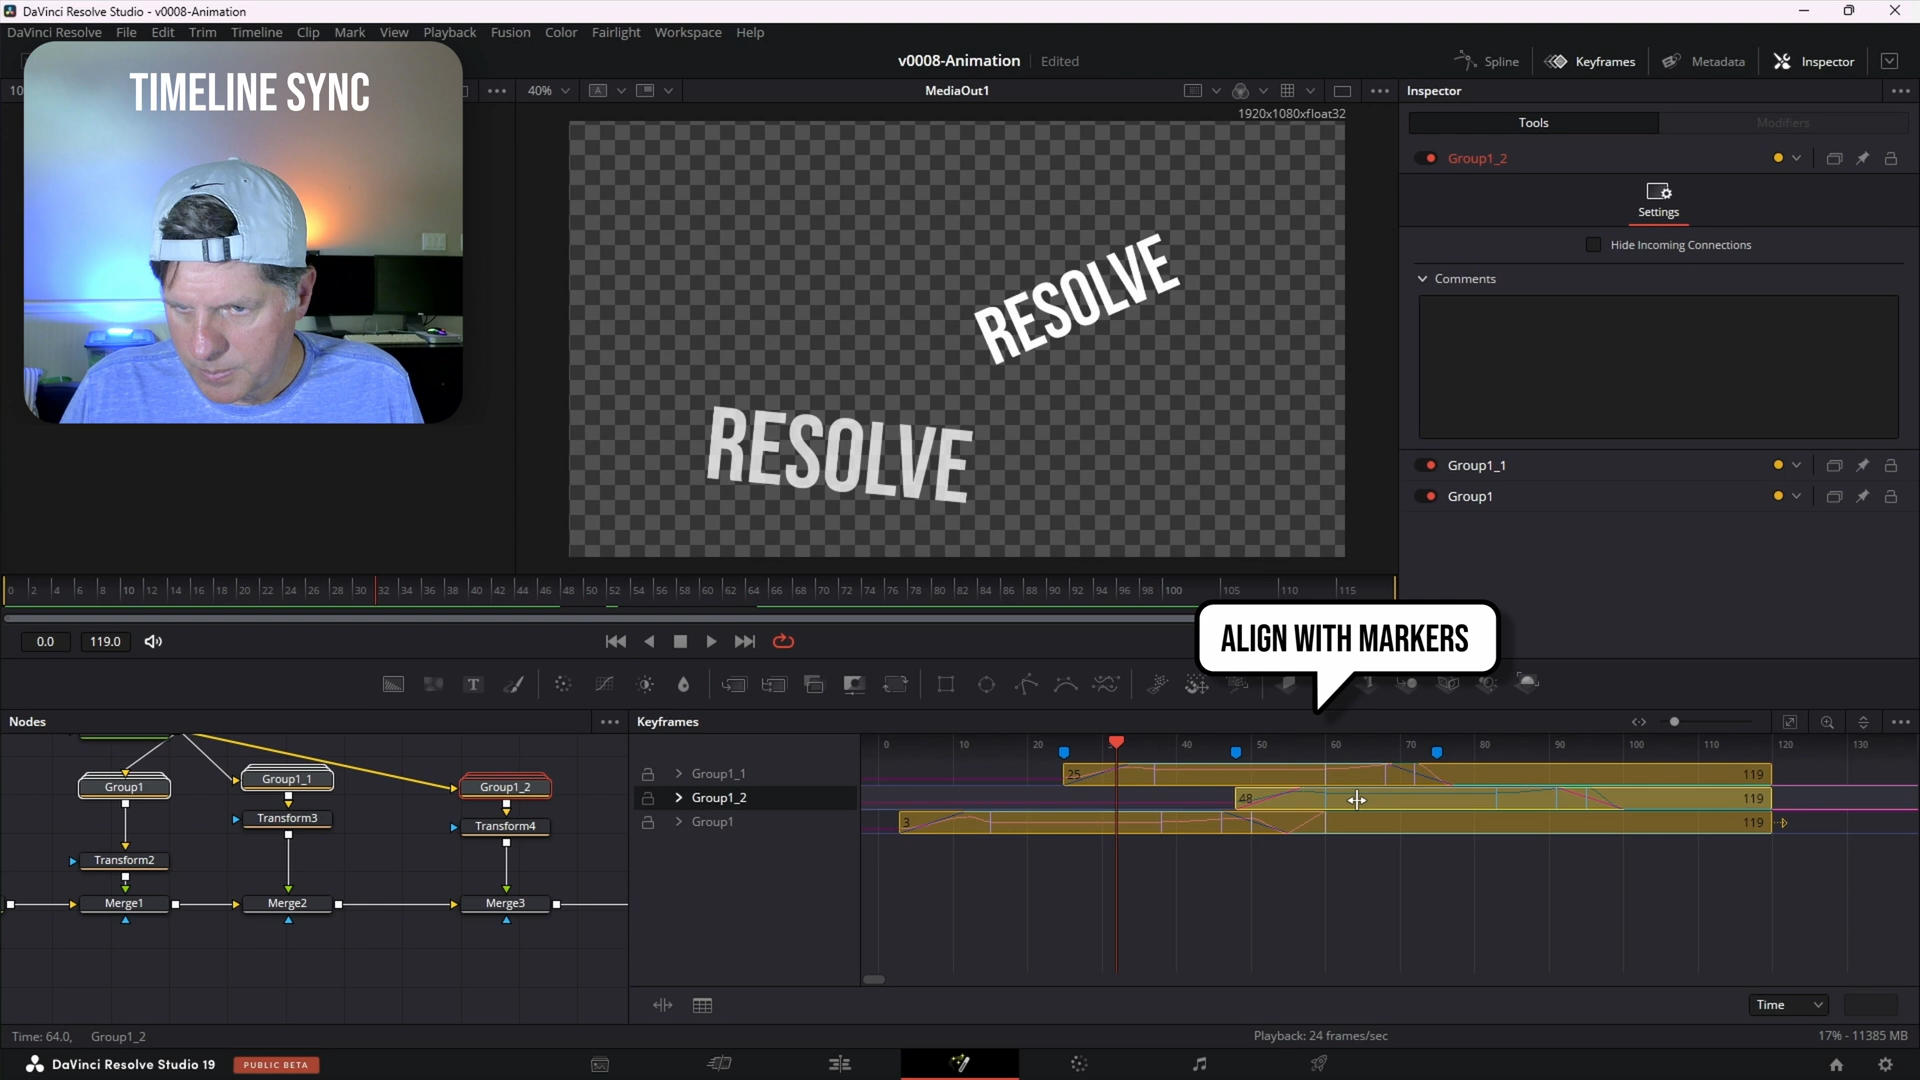 DaVinci Resolve Studio - v0008-Animation
DaVinci Resolve File Edit Trim Timeline Clip Mark View Playback Fusion Color Fairlight Workspace Help
v0008-Animation Edited
Spline Keyframes Metadata Inspector
TIMELINE SYNC
10
40%
MediaOut1
Inspector
1920x1080xfloat32
Tools
Modifiers
Group1_2
Settings
Hide Incoming Connections
Comments
RESOLVE
RESOLVE
Group1_1
Group1
0 2 4 6 8 10 12 14 16 18 20 22 24 26 28 30 32 34 36 38 40 42 44 46 48 50 52 54 56 58 60 62 64 66 68 70 72 74 76 78 80 82 84 86 88 90 92 94 96 98 100 105 110 115
0.0 119.0
ALIGN WITH MARKERS
Nodes
Keyframes
0 10 20 40 50 60 70 80 90 100 110 120 130
Group1_1 25 119
Group1_2 48 119
Group1 3 119
Group1
Group1_1
Group1_2
Transform3
Transform4
Transform2
Merge1
Merge2
Merge3
Time
Time: 64.0, Group1_2
Playback: 24 frames/sec
17% - 11385 MB
DaVinci Resolve Studio 19
PUBLIC BETA